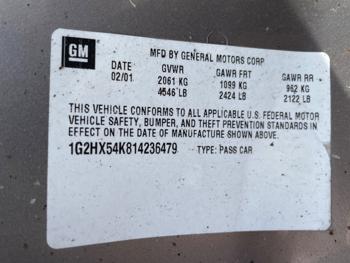 GM
MFD BY GENERAL MOTORS CORP
DATE GVWR GAWR FRT GAWR RR
02/01 2061 KG 1099 KG 962 KG
4546 LB 2424 LB 2122 LB
THIS VEHICLE CONFORMS TO ALL APPLICABLE U.S. FEDERAL MOTOR
VEHICLE SAFETY, BUMPER, AND THEFT PREVENTION STANDARDS IN
EFFECT ON THE DATE OF MANUFACTURE SHOWN ABOVE.
1G2HX54K814236479 TYPE: PASS CAR